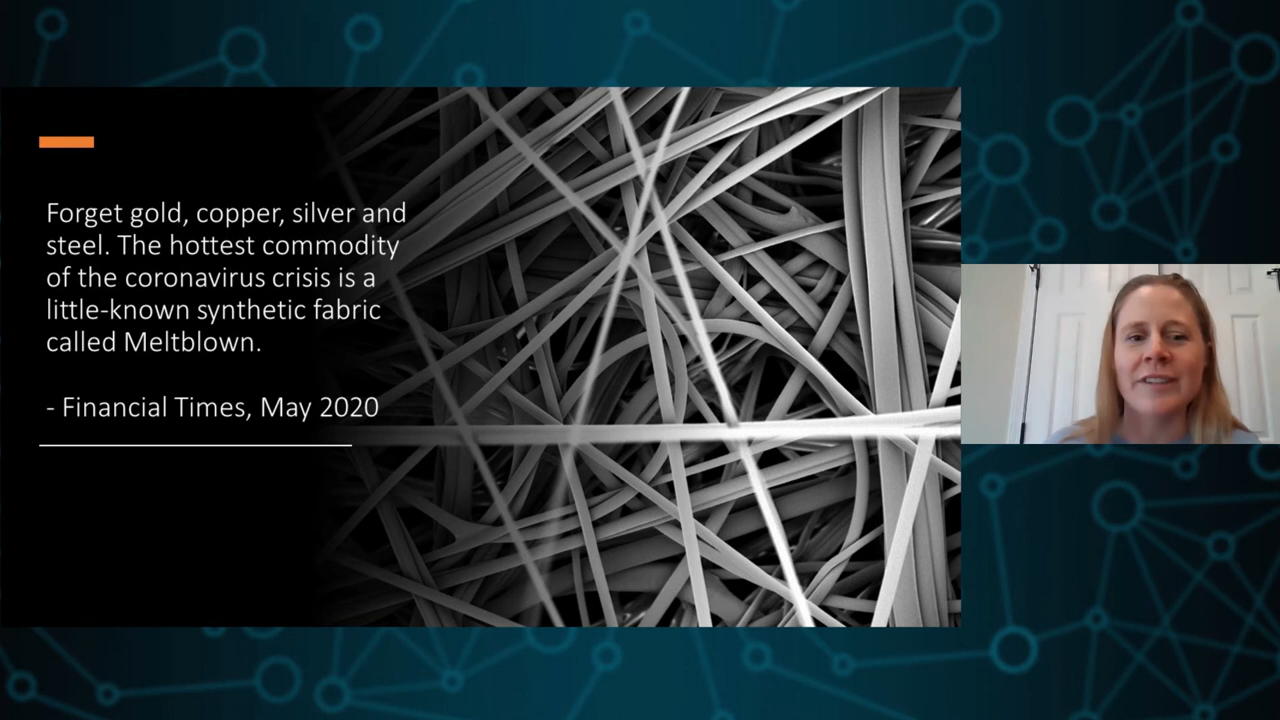 Forget gold, copper, silver and
steel. The hottest commodity
of the coronavirus crisis is a
little-known synthetic fabric
called Meltblown.
- Financial Times, May 2020